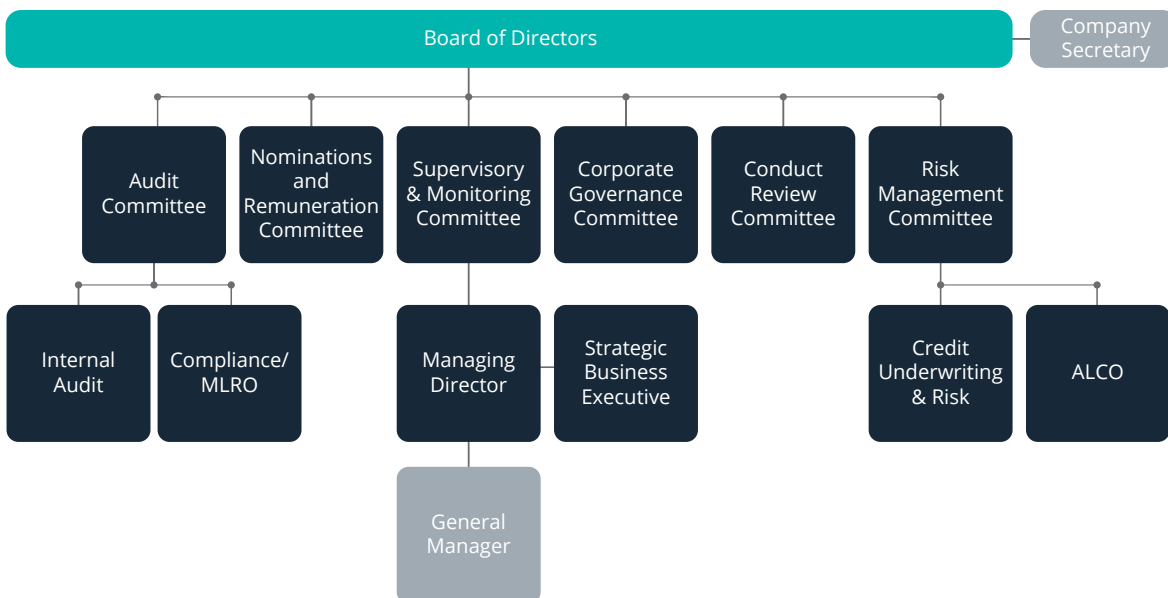 Board of Directors
Company
Secretary
Audit
Committee
Nominations
and
Remuneration
Committee
Supervisory
& Monitoring
Committee
Corporate
Governance
Committee
Conduct
Review
Committee
Risk
Management
Committee
Internal
Audit
Compliance/
MLRO
Managing
Director
Strategic
Business
Executive
Credit
Underwriting
& Risk
ALCO
General
Manager